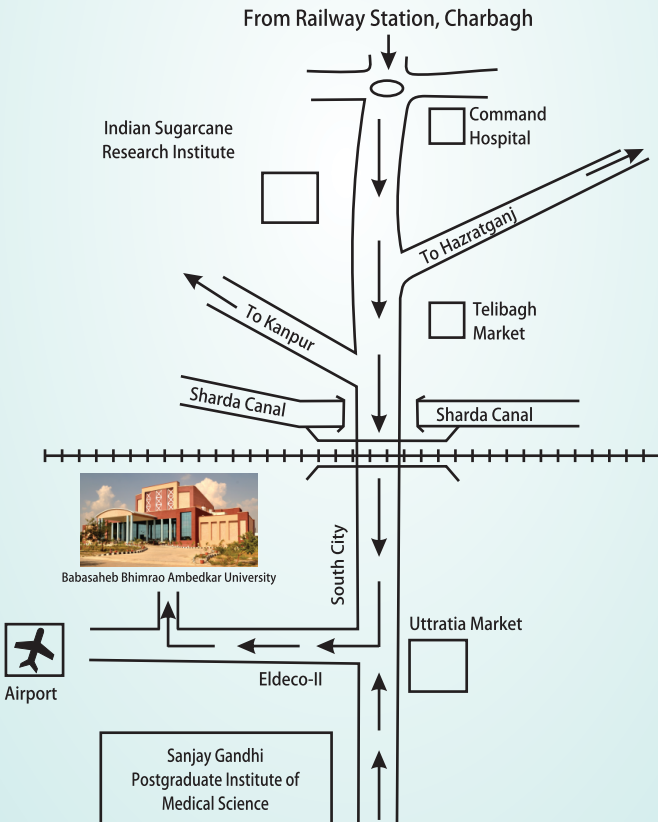 From Railway Station, Charbagh
Command
Hospital
Indian Sugarcane
Research Institute
To Hazratganj
To Kanpur
Telibagh
Market
Sharda Canal
Sharda Canal
South City
Babasaheb Bhimrao Ambedkar University
Uttratia Market
Airport
Eldeco-II
Sanjay Gandhi
Postgraduate Institute of
Medical Science